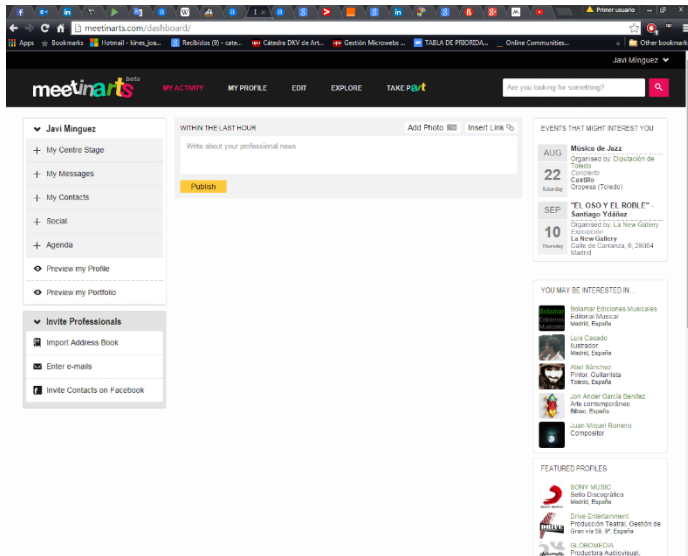 Primer usuario
meetinarts.com/dashboard/
Apps Bookmarks Hotmail - kines_joa... Recibidos (9) - cate... Cátedra DKV de Art... Gestión Microwebs ... TABLA DE PRIORIDA... Online Communities... Other bookmark
Javi Minguez
meetinarts beta
MY ACTIVITY MY PROFILE EDIT EXPLORE TAKE PArt
Are you looking for something?
Javi Minguez
My Centre Stage
My Messages
My Contacts
Social
Agenda
Preview my Profile
Preview my Portfolio
Invite Professionals
Import Address Book
Enter e-mails
Invite Contacts on Facebook
WITHIN THE LAST HOUR
Add Photo
Insert Link
Write about your professional news
Publish
EVENTS THAT MIGHT INTEREST YOU
AUG
22
Saturday
Música de Jazz
Organised by: Diputación de
Toledo
Concierto
Castillo
Oropesa (Toledo)
SEP
10
Thursday
"EL OSO Y EL ROBLE" -
Santiago Ydáñez
Organised by: La New Gallery
Exposición
La New Gallery
Calle de Carranza, 6, 28004
Madrid
YOU MAY BE INTERESTED IN...
Bolamar
Ediciones
Musicales
Bolamar Ediciones Musicales
Editorial Musical
Madrid, España
Luis Casado
Ilustrador
Madrid, España
Abel Sánchez
Pintor, Guitarrista
Toledo, España
Jon Ander García Benítez
Arte contemporáneo
Bilbao, España
Juan Miguel Romero
Compositor
FEATURED PROFILES
SONY MUSIC
SONY MUSIC
Sello Discográfico
Madrid, España
DRIVE
Drive Entertainment
Producción Teatral, Gestión de
Gran vía 59, 9º, España
GLOBOMEDIA
Productora Audiovisual,